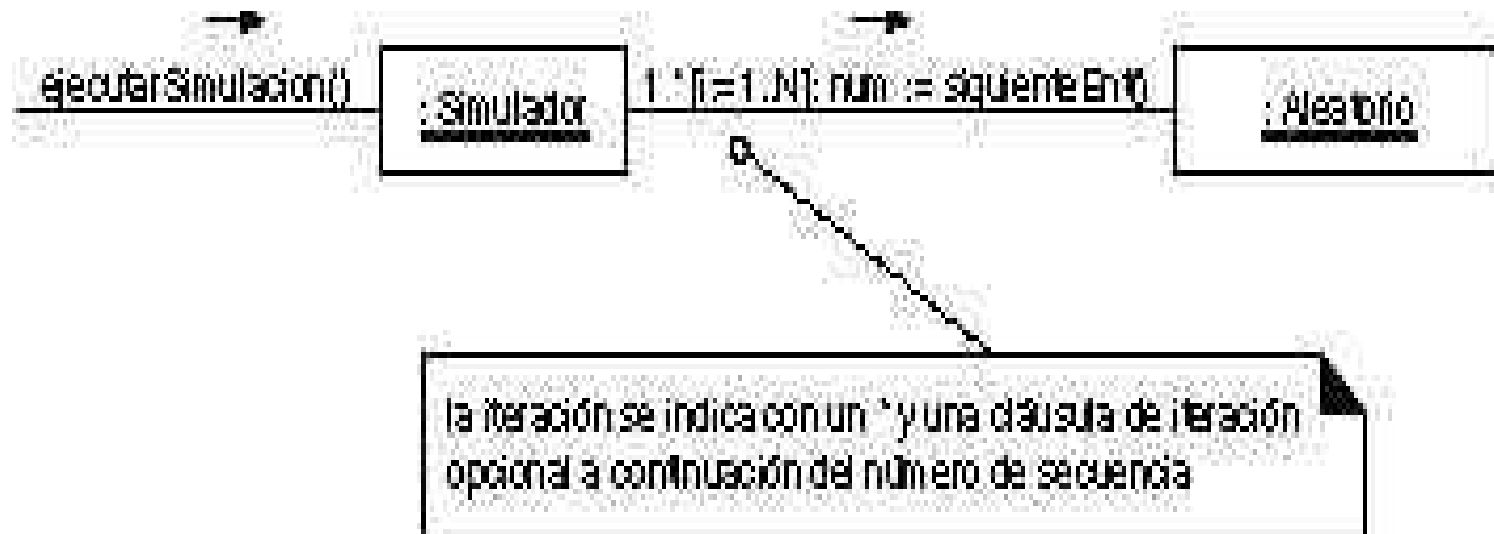 ejecutarSimulacion()
: Simulador
1 * [i=1..N]: num := siguienteEnt()
: Aleatorio
la iteración se indica con un * y una cláusula de iteración
opcional a continuación del número de secuencia